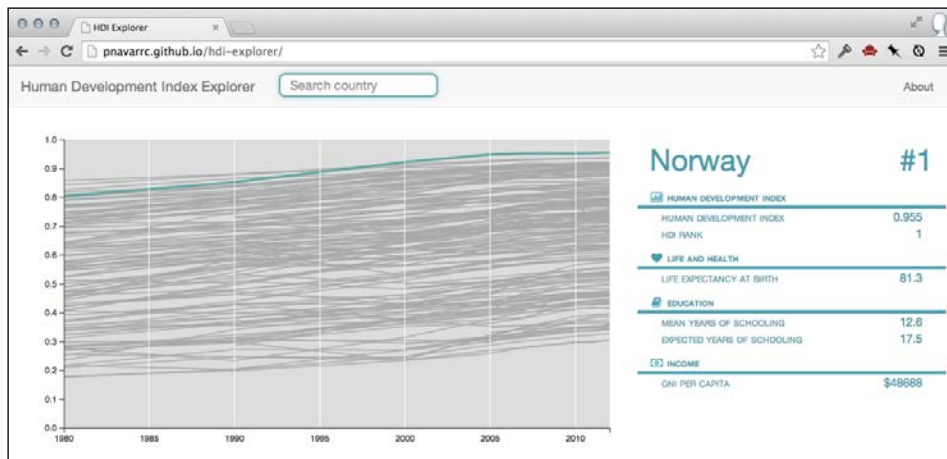 HDI Explorer
pnavarrc.github.io/hdi-explorer/
Human Development Index Explorer
Search country
About
1.0
0.9
0.8
0.7
0.6
0.5
0.4
0.3
0.2
0.1
0.0
1980
1985
1990
1995
2000
2005
2010
Norway #1
HUMAN DEVELOPMENT INDEX
HUMAN DEVELOPMENT INDEX 0.955
HDI RANK 1
LIFE AND HEALTH
LIFE EXPECTANCY AT BIRTH 81.3
EDUCATION
MEAN YEARS OF SCHOOLING 12.6
EXPECTED YEARS OF SCHOOLING 17.5
INCOME
GNI PER CAPITA $48688